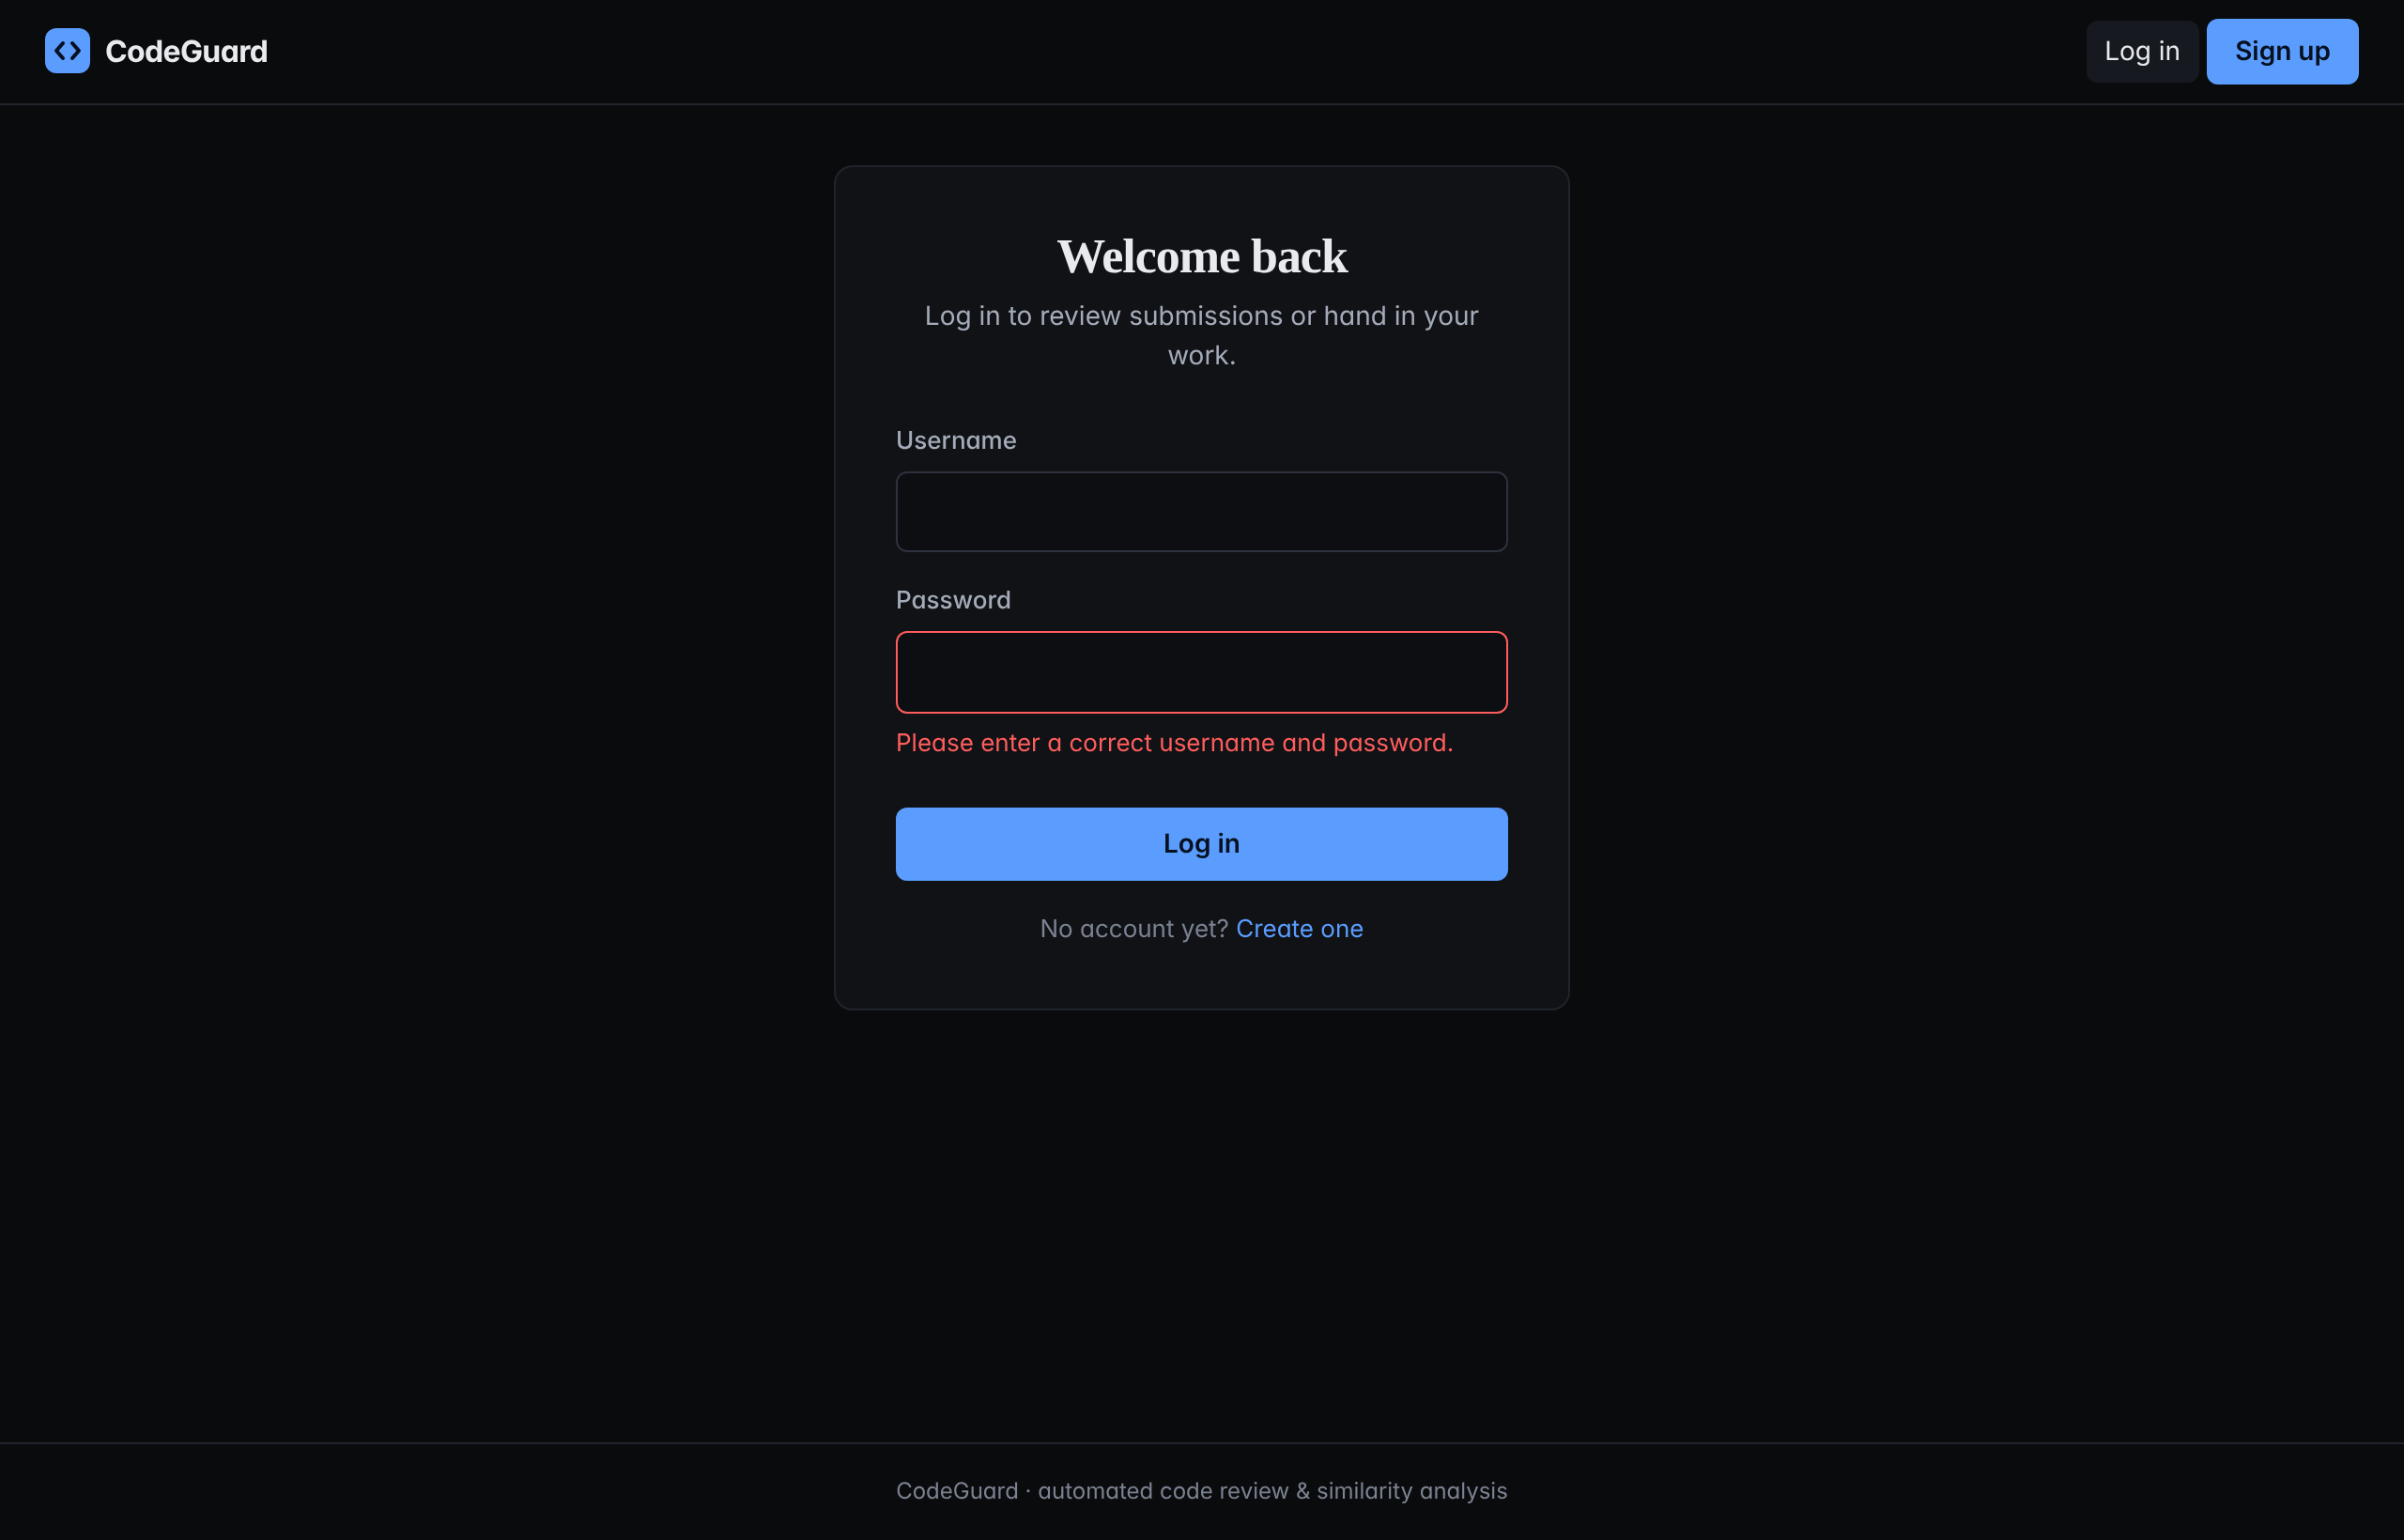 CodeGuard
Log in
Sign up
Welcome back
Log in to review submissions or hand in your
work.
Username
Password
Please enter a correct username and password.
Log in
No account yet? Create one
CodeGuard · automated code review & similarity analysis